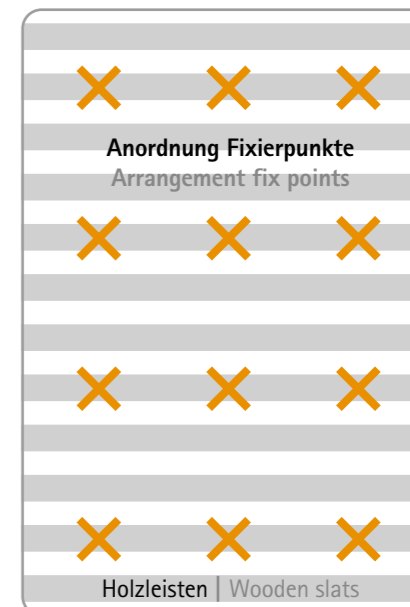 Anordnung Fixierpunkte
Arrangement fix points
Holzleisten | Wooden slats